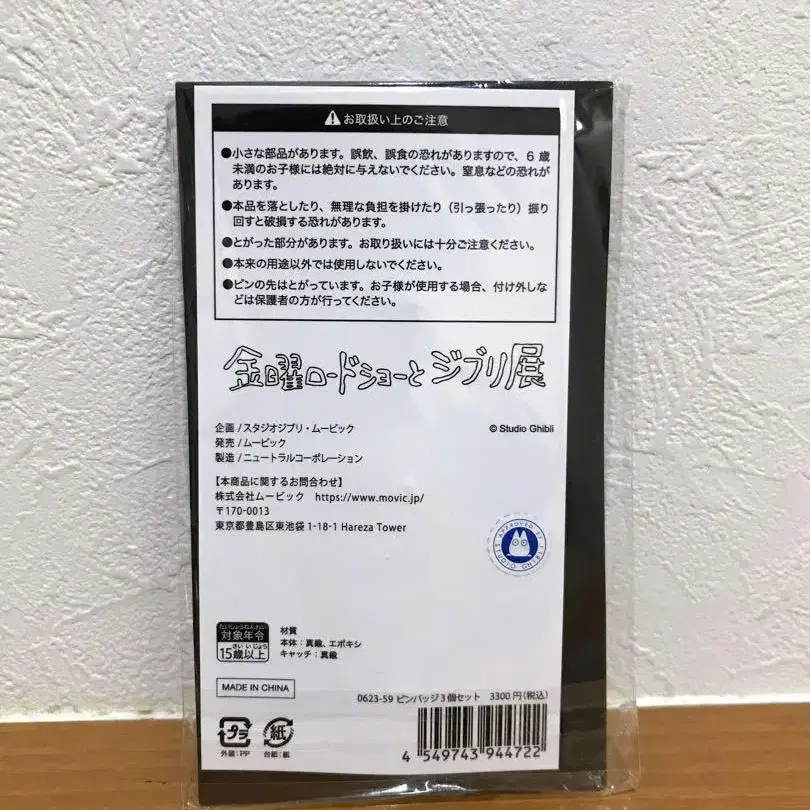 ⚠お取扱い上のご注意
●小さな部品があります。誤飲、誤食の恐れがありますので、6 歳
未満のお子様には絶対に与えないでください。窒息などの恐れが
あります。
●本品を落としたり、無理な負担を掛けたり（引っ張ったり）振り
回すと破損する恐れがあります。
●とがった部分があります。お取り扱いには十分ご注意ください。
●本来の用途以外では使用しないでください。
●ピンの先はとがっています。お子様が使用する場合、付け外しな
どは保護者の方が行ってください。
金曜ロードショーとジブリ展
企画 / スタジオジブリ・ムービック
発売 / ムービック
製造 / ニュートラルコーポレーション
© Studio Ghibli
【本商品に関するお問合わせ】
株式会社ムービック https://www.movic.jp/
〒170-0013
東京都豊島区東池袋 1-18-1 Hareza Tower
APPROVED BY STUDIO GHIBLI
たいしょうねんれい
対象年令
さい いじょう
15歳以上
材質
本体：真鍮、エポキシ
キャッチ：真鍮
MADE IN CHINA
0623-59 ピンバッジ3個セット 3300円(税込)
プラ
外装：PP
紙
台紙：紙
4 549743 944722